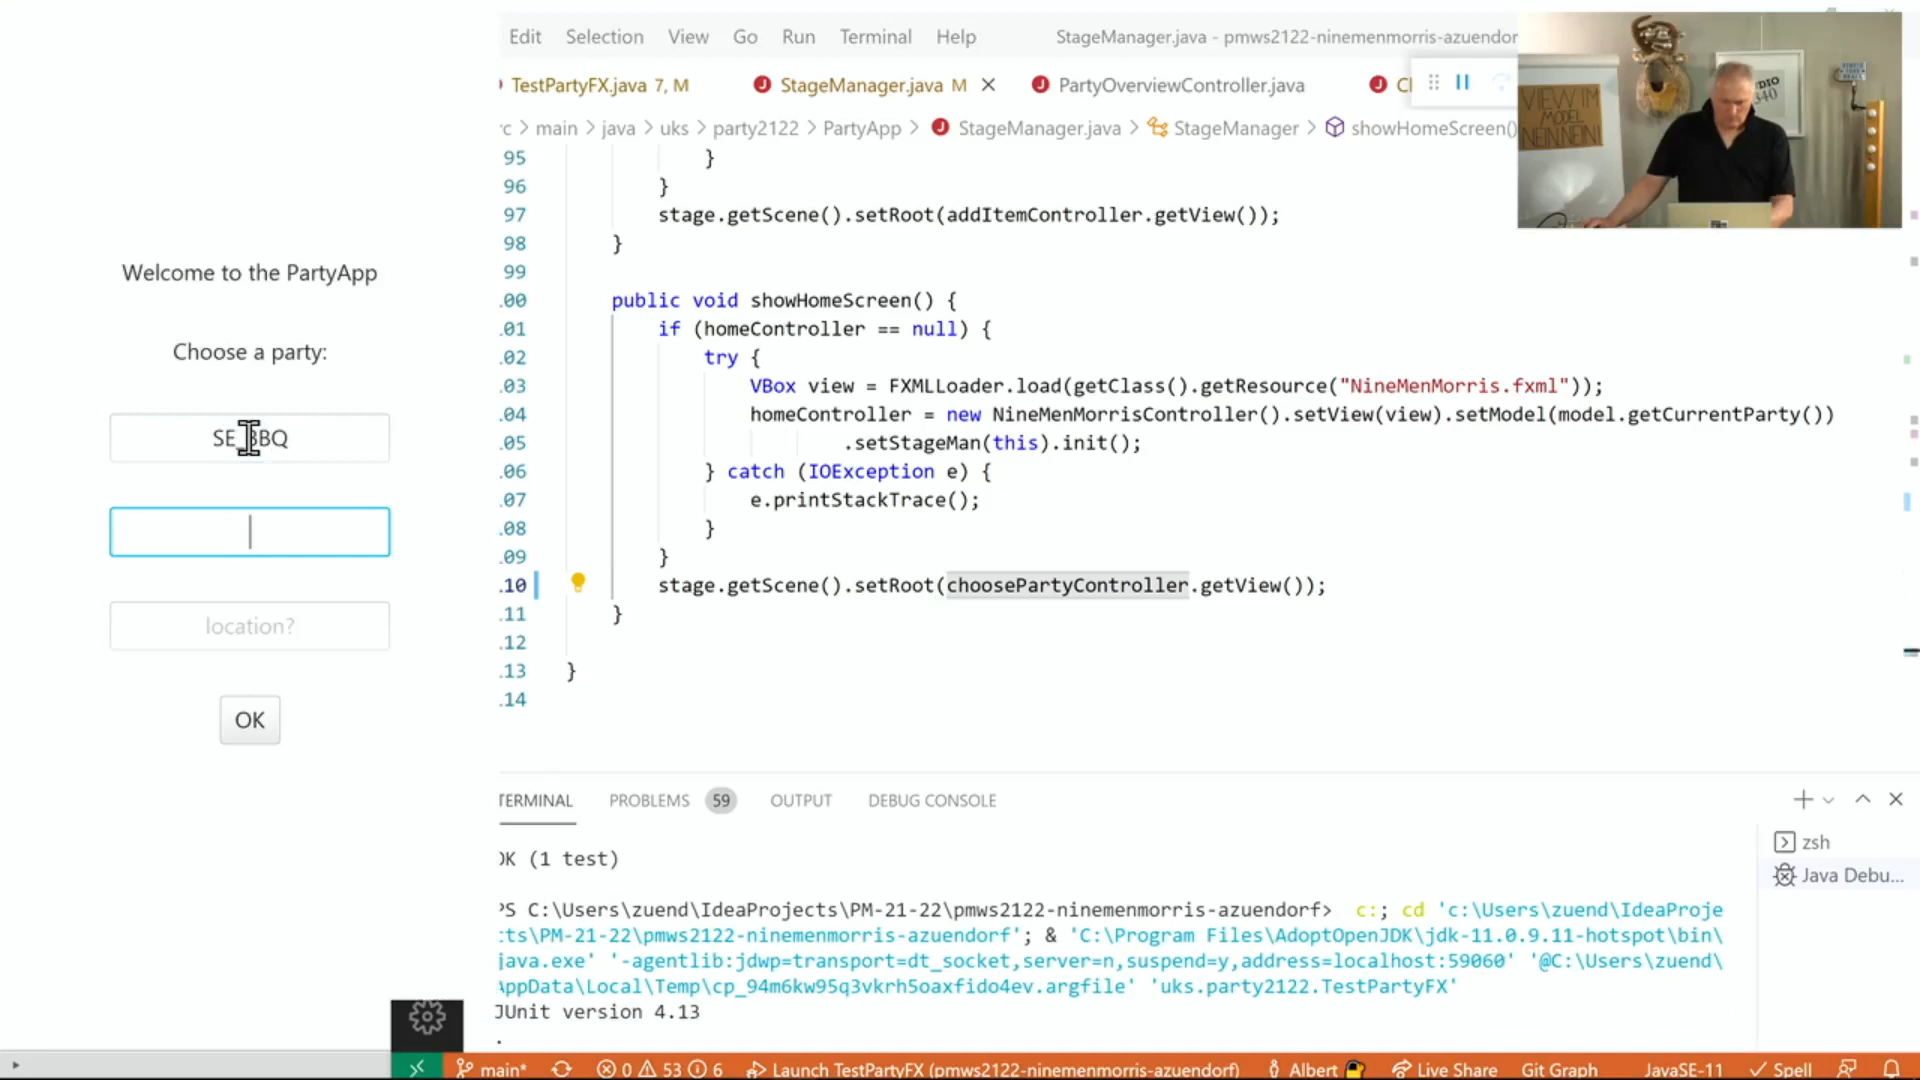 Edit Selection View Go Run Terminal Help StageManager.java - pmws2122-ninemenmorris-azuendor
TestPartyFX.java 7, M StageManager.java M PartyOverviewController.java
rc > main > java > uks > party2122 > PartyApp > StageManager.java > StageManager > showHomeScreen()
95 }
96 }
97 stage.getScene().setRoot(addItemController.getView());
98 }
99
.00 public void showHomeScreen() {
.01 if (homeController == null) {
.02 try {
.03 VBox view = FXMLLoader.load(getClass().getResource("NineMenMorris.fxml"));
.04 homeController = new NineMenMorrisController().setView(view).setModel(model.getCurrentParty())
.05 .setStageMan(this).init();
.06 } catch (IOException e) {
.07 e.printStackTrace();
.08 }
.09 }
.10 stage.getScene().setRoot(choosePartyController.getView());
.11 }
.12
.13 }
.14
Welcome to the PartyApp
Choose a party:
SE BBQ
location?
OK
VIEW IM
MODEL
NEIN NEIN!
TERMINAL PROBLEMS 59 OUTPUT DEBUG CONSOLE
OK (1 test)
PS C:\Users\zuend\IdeaProjects\PM-21-22\pmws2122-ninemenmorris-azuendorf> c:; cd 'c:\Users\zuend\IdeaProje
cts\PM-21-22\pmws2122-ninemenmorris-azuendorf'; & 'C:\Program Files\AdoptOpenJDK\jdk-11.0.9.11-hotspot\bin\
java.exe' '-agentlib:jdwp=transport=dt_socket,server=n,suspend=y,address=localhost:59060' '@C:\Users\zuend\
AppData\Local\Temp\cp_94m6kw95q3vkrh5oaxfido4ev.argfile' 'uks.party2122.TestPartyFX'
JUnit version 4.13
.
zsh
Java Debu...
main* 0 53 6 Launch TestPartyFX (pmws2122-ninemenmorris-azuendorf) Albert Live Share Git Graph JavaSE-11 Spell